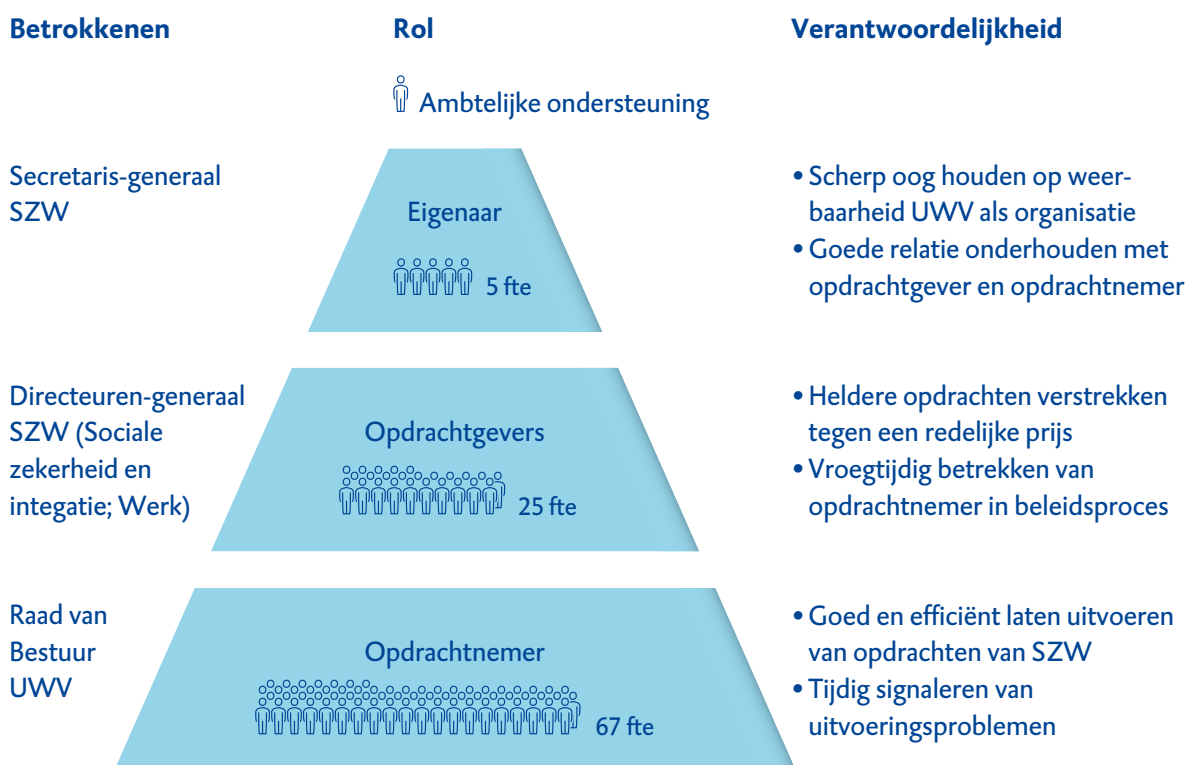 Betrokkenen
Rol
Verantwoordelijkheid
Ambtelijke ondersteuning
Secretaris-generaal
SZW
Eigenaar
5 fte
• Scherp oog houden op weer-
baarheid UWV als organisatie
• Goede relatie onderhouden met
opdrachtgever en opdrachtnemer
Directeuren-generaal
SZW (Sociale
zekerheid en
integatie; Werk)
Opdrachtgevers
25 fte
• Heldere opdrachten verstrekken
tegen een redelijke prijs
• Vroegtijdig betrekken van
opdrachtnemer in beleidsproces
Raad van
Bestuur
UWV
Opdrachtnemer
67 fte
• Goed en efficiënt laten uitvoeren
van opdrachten van SZW
• Tijdig signaleren van
uitvoeringsproblemen